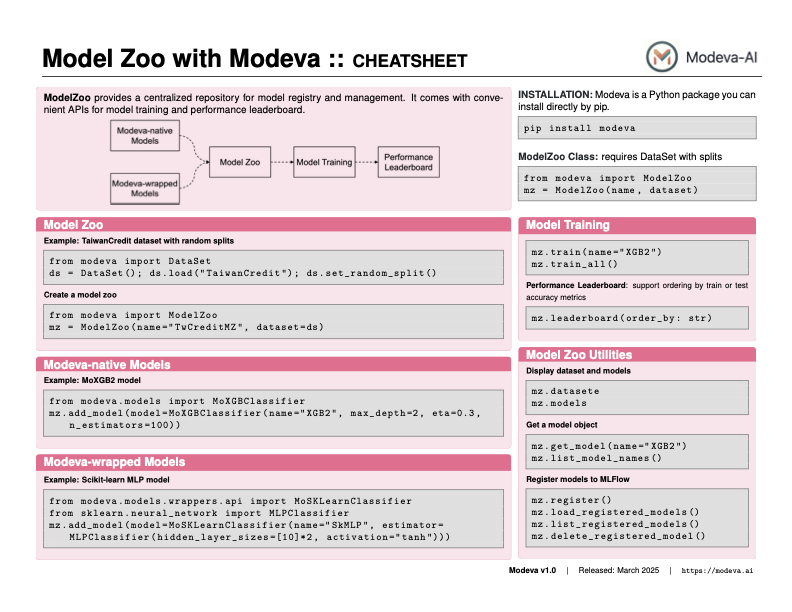 Model Zoo with Modeva :: CHEATSHEET
Modeva-AI
ModelZoo provides a centralized repository for model registry and management. It comes with conve-
nient APIs for model training and performance leaderboard.
Modeva-native
Models
Modeva-wrapped
Models
Model Zoo
Model Training
Performance
Leaderboard
INSTALLATION: Modeva is a Python package you can
install directly by pip.
pip install modeva
ModelZoo Class: requires DataSet with splits
from modeva import ModelZoo
mz = ModelZoo(name, dataset)
Model Zoo
Example: TaiwanCredit dataset with random splits
from modeva import DataSet
ds = DataSet(); ds.load("TaiwanCredit"); ds.set_random_split()
Create a model zoo
from modeva import ModelZoo
mz = ModelZoo(name="TwCreditMZ", dataset=ds)
Modeva-native Models
Example: MoXGB2 model
from modeva.models import MoXGBClassifier
mz.add_model(model=MoXGBClassifier(name="XGB2", max_depth=2, eta=0.3,
n_estimators=100))
Modeva-wrapped Models
Example: Scikit-learn MLP model
from modeva.models.wrappers.api import MoSKLearnClassifier
from sklearn.neural_network import MLPClassifier
mz.add_model(model=MoSKLearnClassifier(name="SkMLP", estimator=
MLPClassifier(hidden_layer_sizes=[10]*2, activation="tanh")))
Model Training
mz.train(name="XGB2")
mz.train_all()
Performance Leaderboard: support ordering by train or test
accuracy metrics
mz.leaderboard(order_by: str)
Model Zoo Utilities
Display dataset and models
mz.datasete
mz.models
Get a model object
mz.get_model(name="XGB2")
mz.list_model_names()
Register models to MLFlow
mz.register()
mz.load_registered_models()
mz.list_registered_models()
mz.delete_registered_model()
Modeva v1.0 | Released: March 2025 | https://modeva.ai